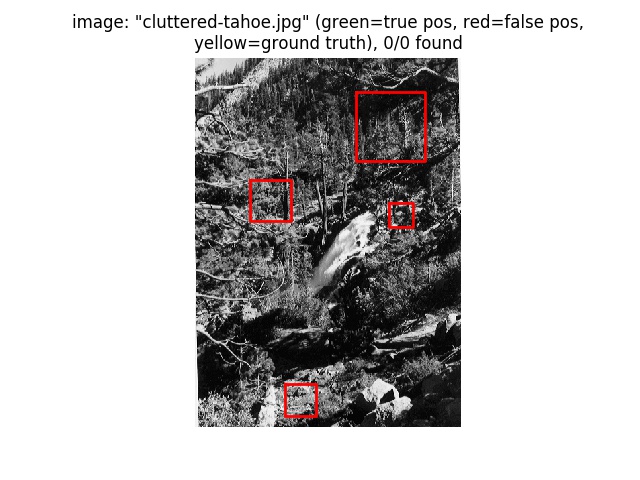 image: "cluttered-tahoe.jpg" (green=true pos, red=false pos,
yellow=ground truth), 0/0 found